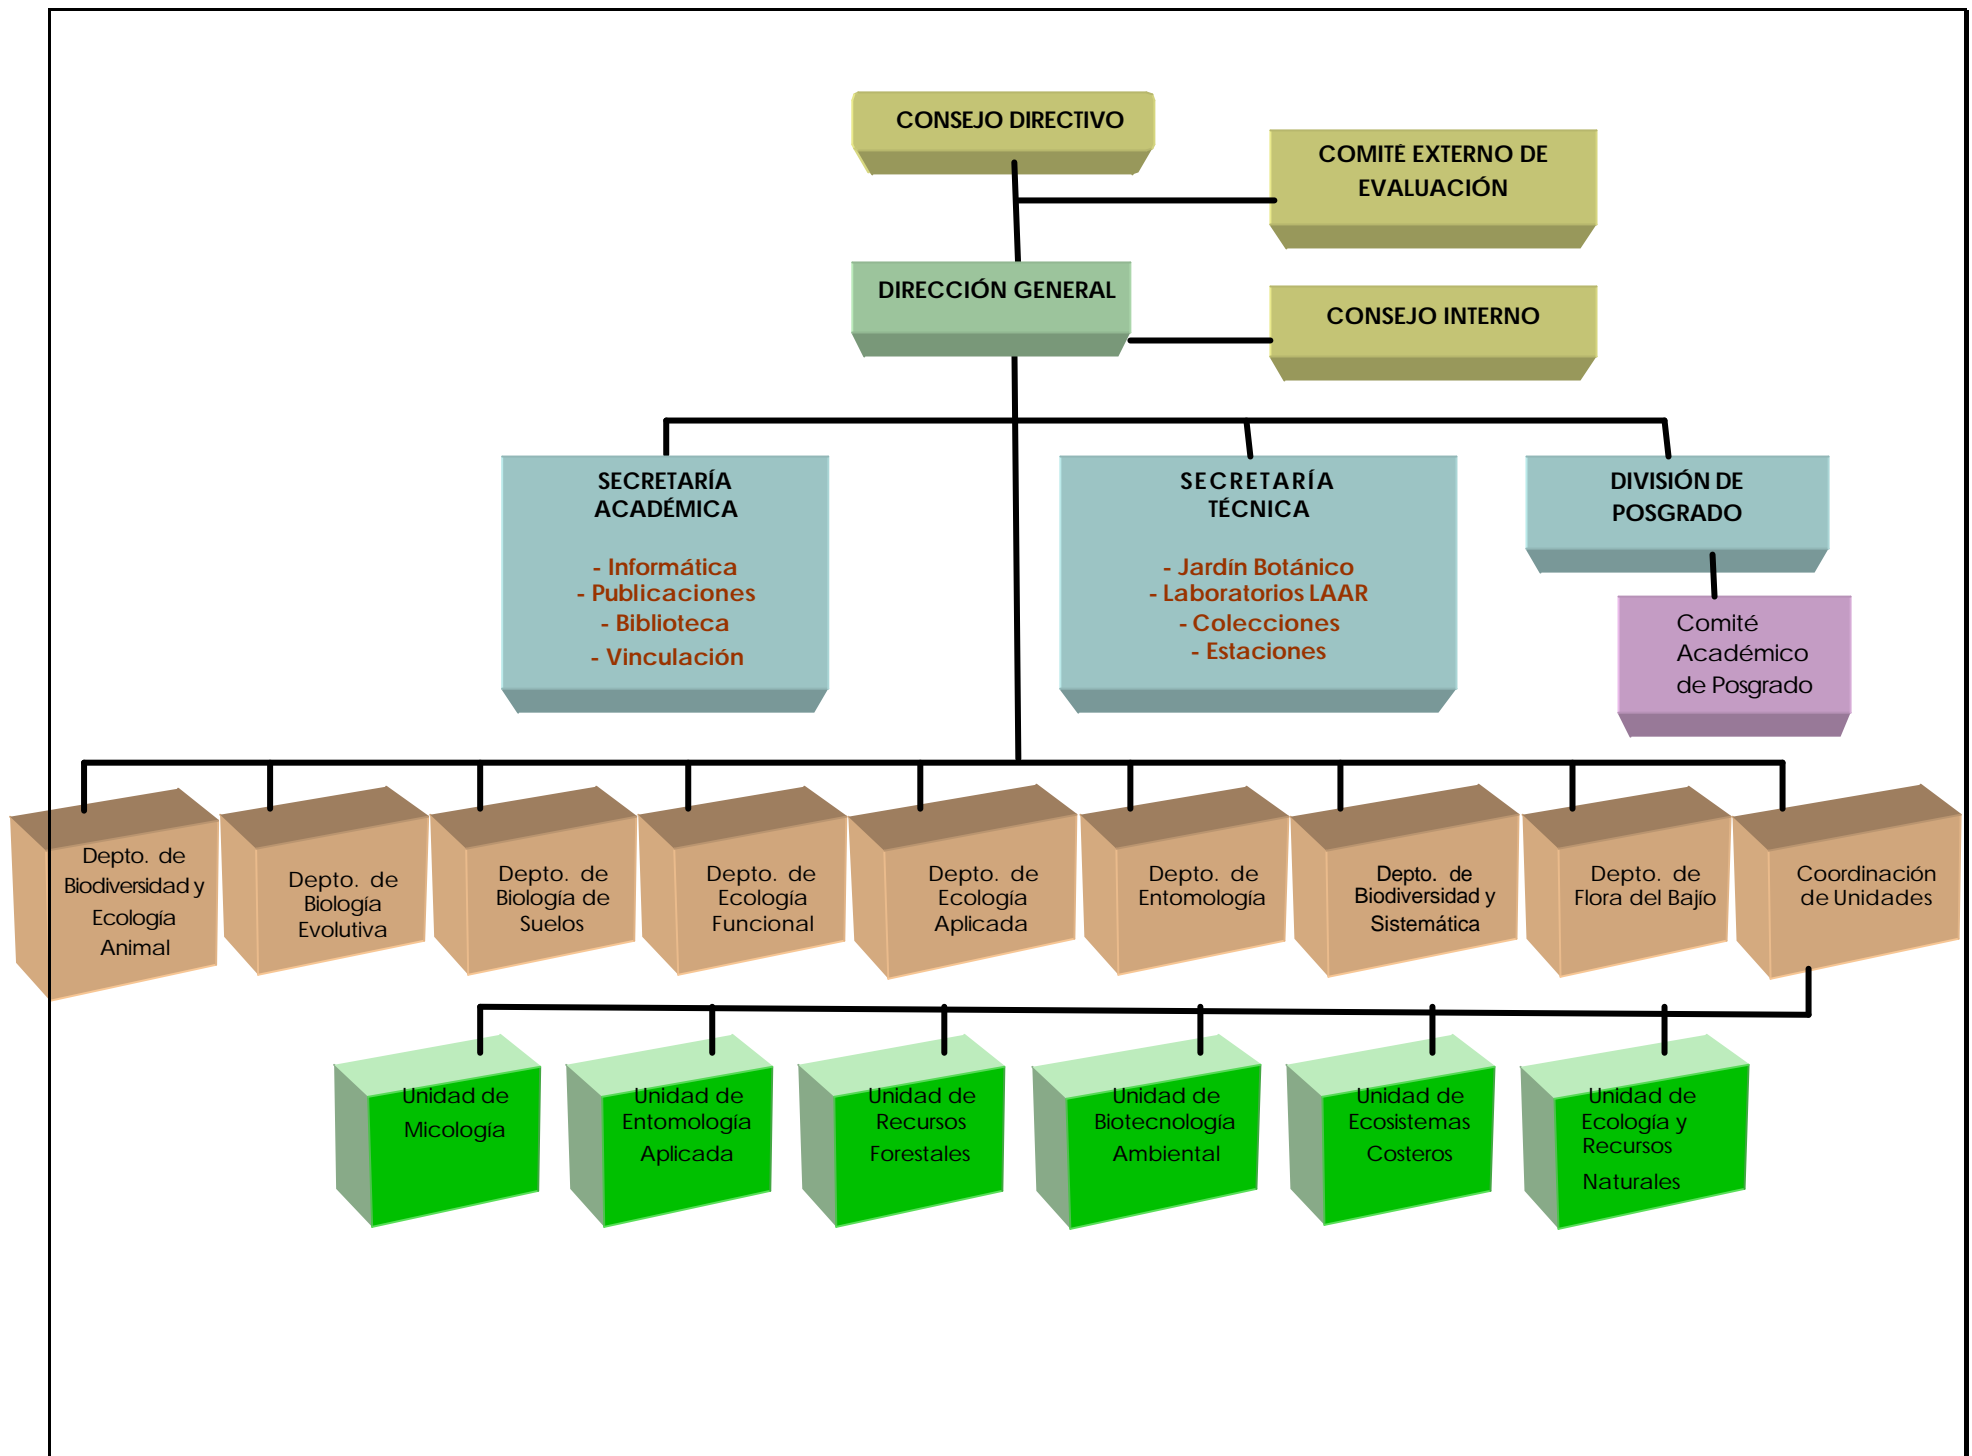 CONSEJO DIRECTIVO
COMITÉ EXTERNO DE
EVALUACIÓN
DIRECCIÓN GENERAL
CONSEJO INTERNO
SECRETARÍA
ACADÉMICA
- Informática
- Publicaciones
- Biblioteca
- Vinculación
SECRETARÍA
TÉCNICA
- Jardín Botánico
- Laboratorios LAAR
- Colecciones
- Estaciones
DIVISIÓN DE
POSGRADO
Comité
Académico
de Posgrado
Depto. de
Biodiversidad y
Ecología
Animal
Depto. de
Biología
Evolutiva
Depto. de
Biología de
Suelos
Depto. de
Ecología
Funcional
Depto. de
Ecología
Aplicada
Depto. de
Entomología
Depto. de
Biodiversidad y
Sistemática
Depto. de
Flora del Bajío
Coordinación
de Unidades
Unidad de
Micología
Unidad de
Entomología
Aplicada
Unidad de
Recursos
Forestales
Unidad de
Biotecnología
Ambiental
Unidad de
Ecosistemas
Costeros
Unidad de
Ecología y
Recursos
Naturales